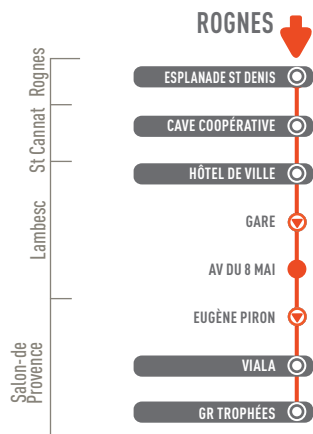 ROGNES
Rognes
ESPLANADE ST DENIS
St Cannat
CAVE COOPÉRATIVE
HÔTEL DE VILLE
Lambesc
GARE
AV DU 8 MAI
EUGÈNE PIRON
Salon-de
Provence
VIALA
GR TROPHÉES